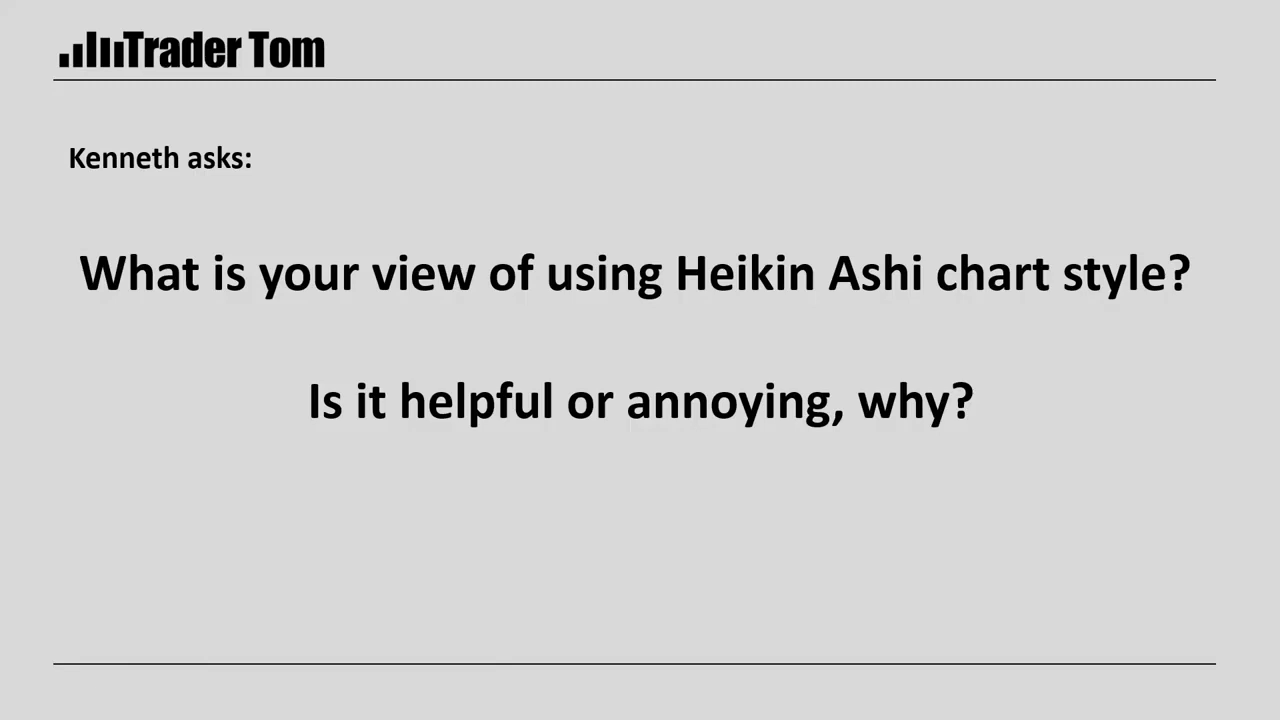 Trader Tom
Kenneth asks:
What is your view of using Heikin Ashi chart style?
Is it helpful or annoying, why?